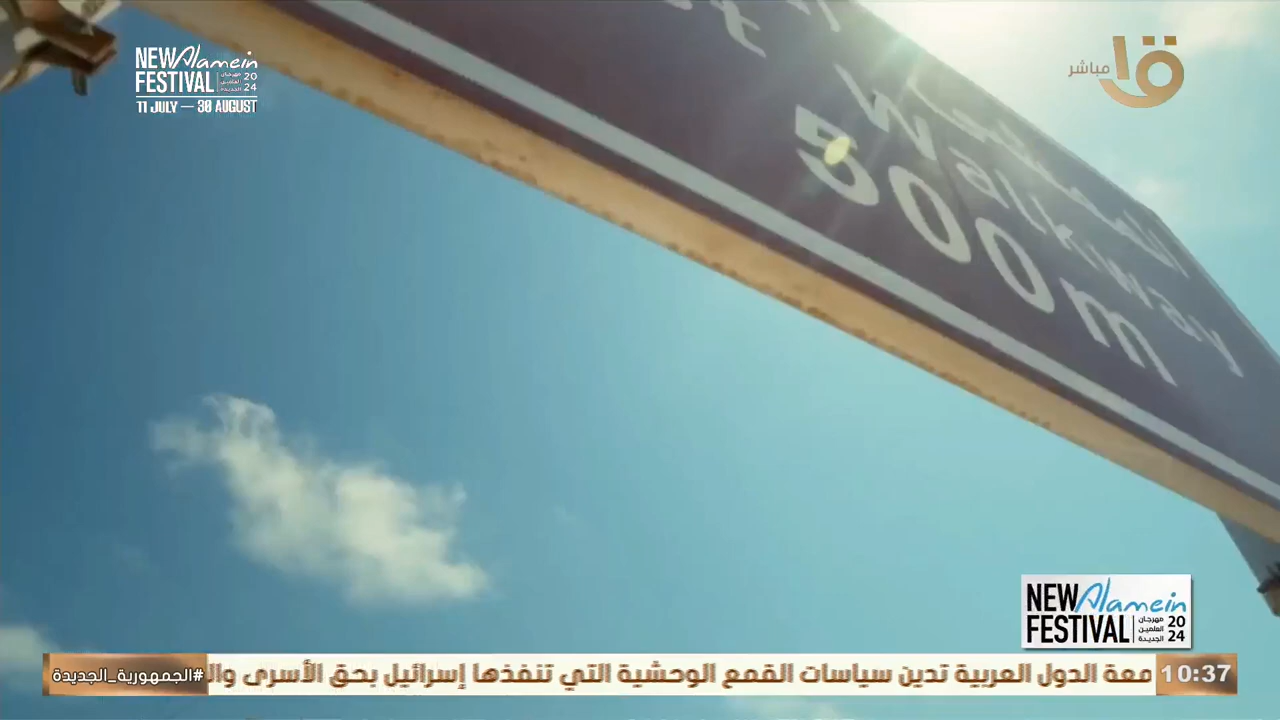 NEW Alamein
FESTIVAL
مهرجان
العلمين
الجديدة
20
24
11 JULY — 30 AUGUST
مباشر
Walkway
500 m
NEW Alamein
FESTIVAL
مهرجان
العلمين
الجديدة
20
24
#الجمهورية_الجديدة
معة الدول العربية تدين سياسات القمع الوحشية التي تنفذها إسرائيل بحق الأسرى وال
10:37